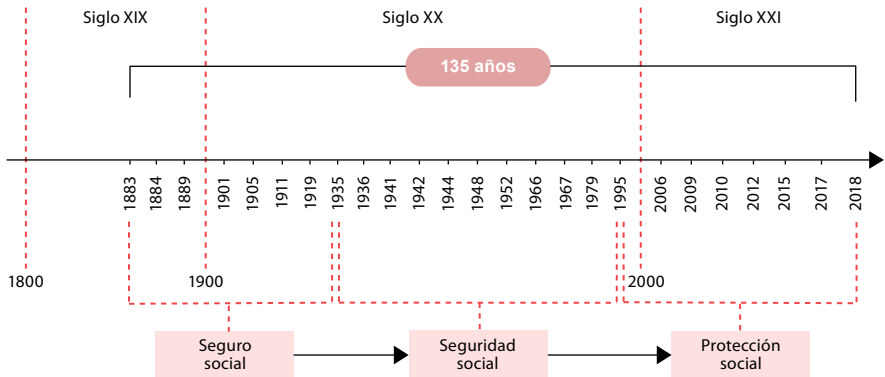 Siglo XIX
Siglo XX
Siglo XXI
135 años
1883
1884
1889
1901
1905
1911
1919
1935
1936
1941
1942
1944
1948
1952
1966
1967
1979
1995
2006
2009
2010
2012
2015
2017
2018
1800
1900
2000
Seguro
social
Seguridad
social
Protección
social